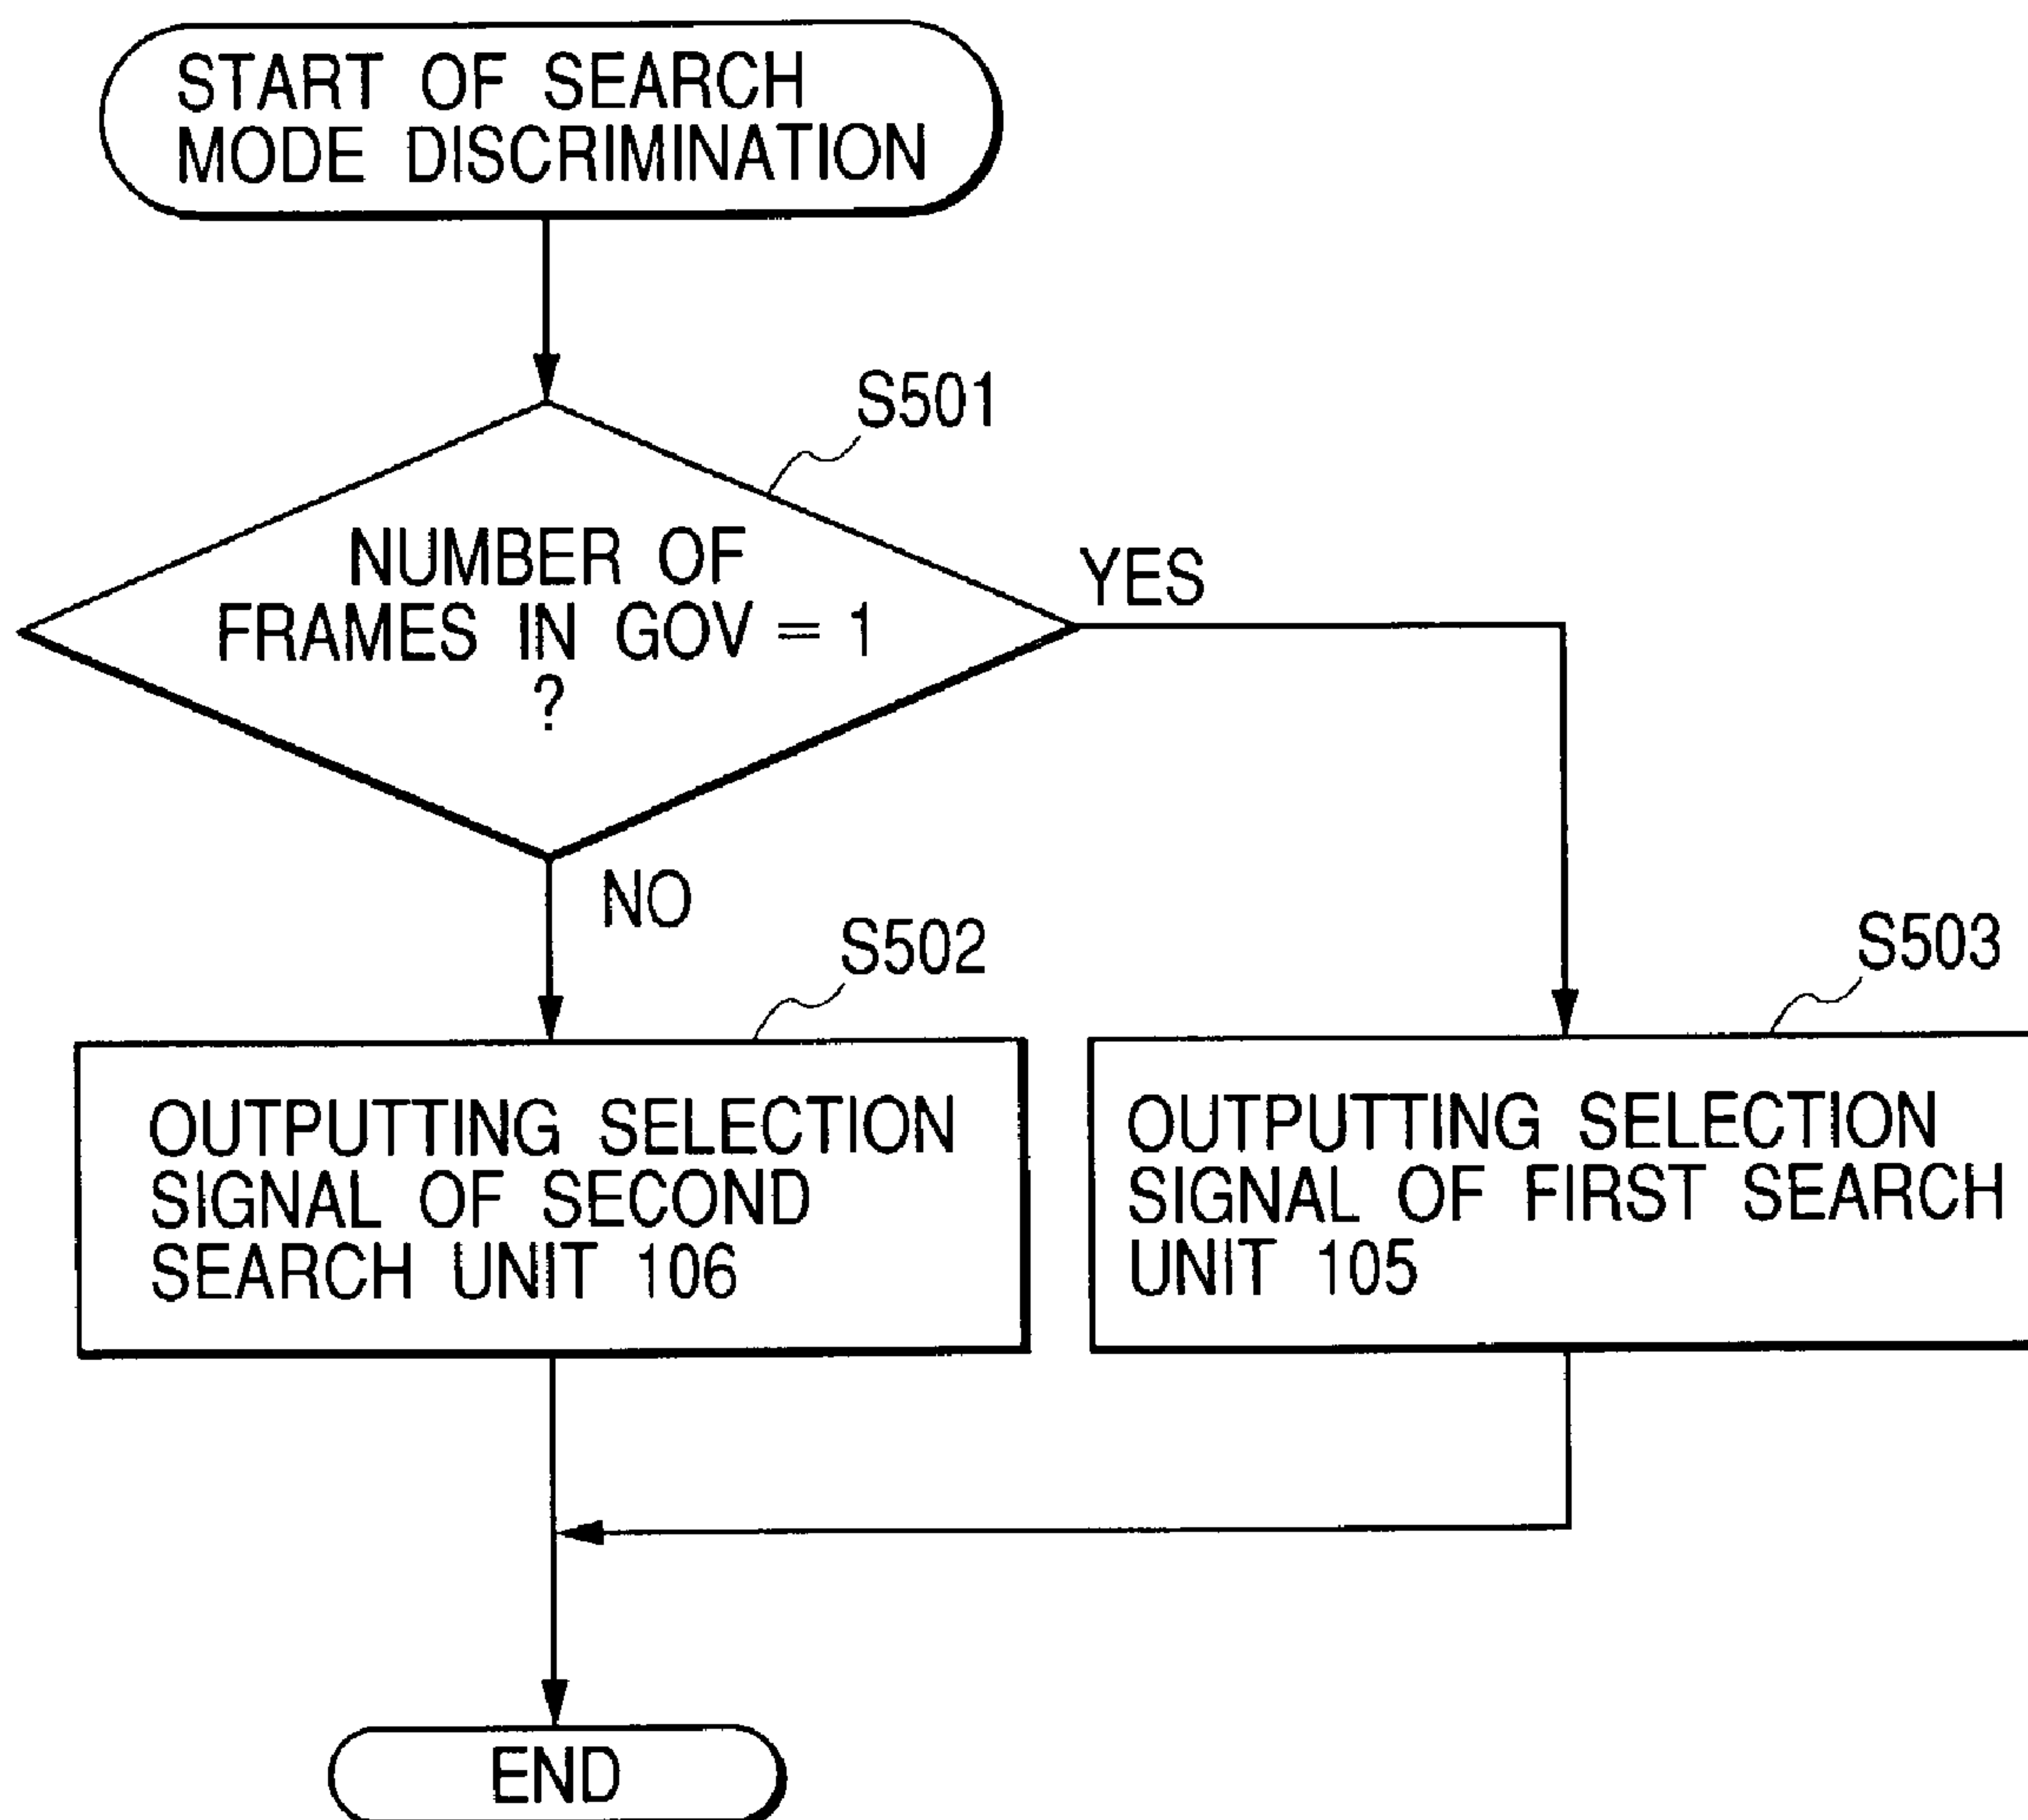 START OF SEARCH
MODE DISCRIMINATION
S501
NUMBER OF
FRAMES IN GOV = 1
?
YES
NO
S502
OUTPUTTING SELECTION
SIGNAL OF SECOND
SEARCH UNIT 106
S503
OUTPUTTING SELECTION
SIGNAL OF FIRST SEARCH
UNIT 105
END